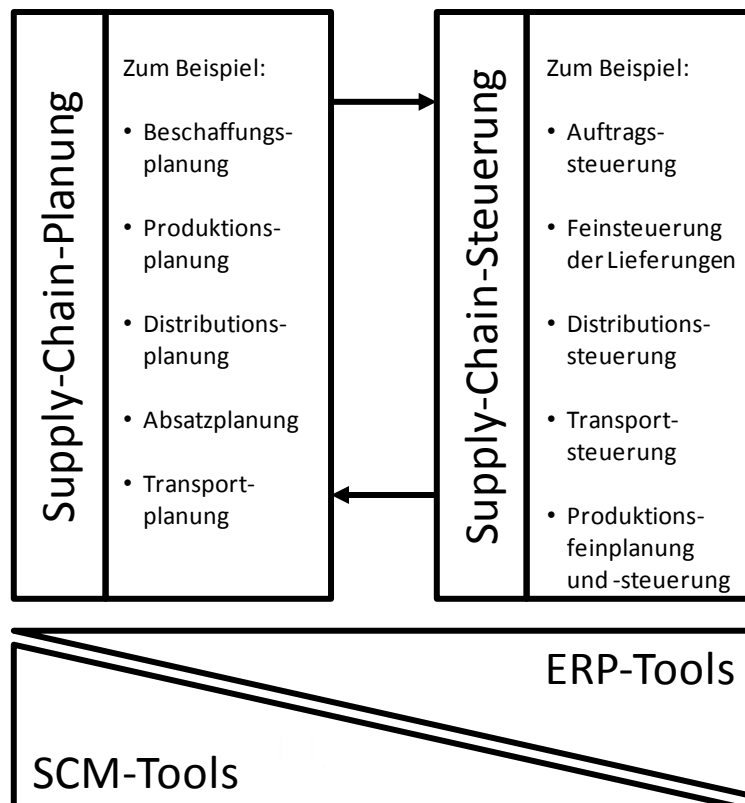 Supply-Chain-Planung
Zum Beispiel:
• Beschaffungs-
planung
• Produktions-
planung
• Distributions-
planung
• Absatzplanung
• Transport-
planung
Supply-Chain-Steuerung
Zum Beispiel:
• Auftrags-
steuerung
• Feinsteuerung
der Lieferungen
• Distributions-
steuerung
• Transport-
steuerung
• Produktions-
feinplanung
und -steuerung
ERP-Tools
SCM-Tools